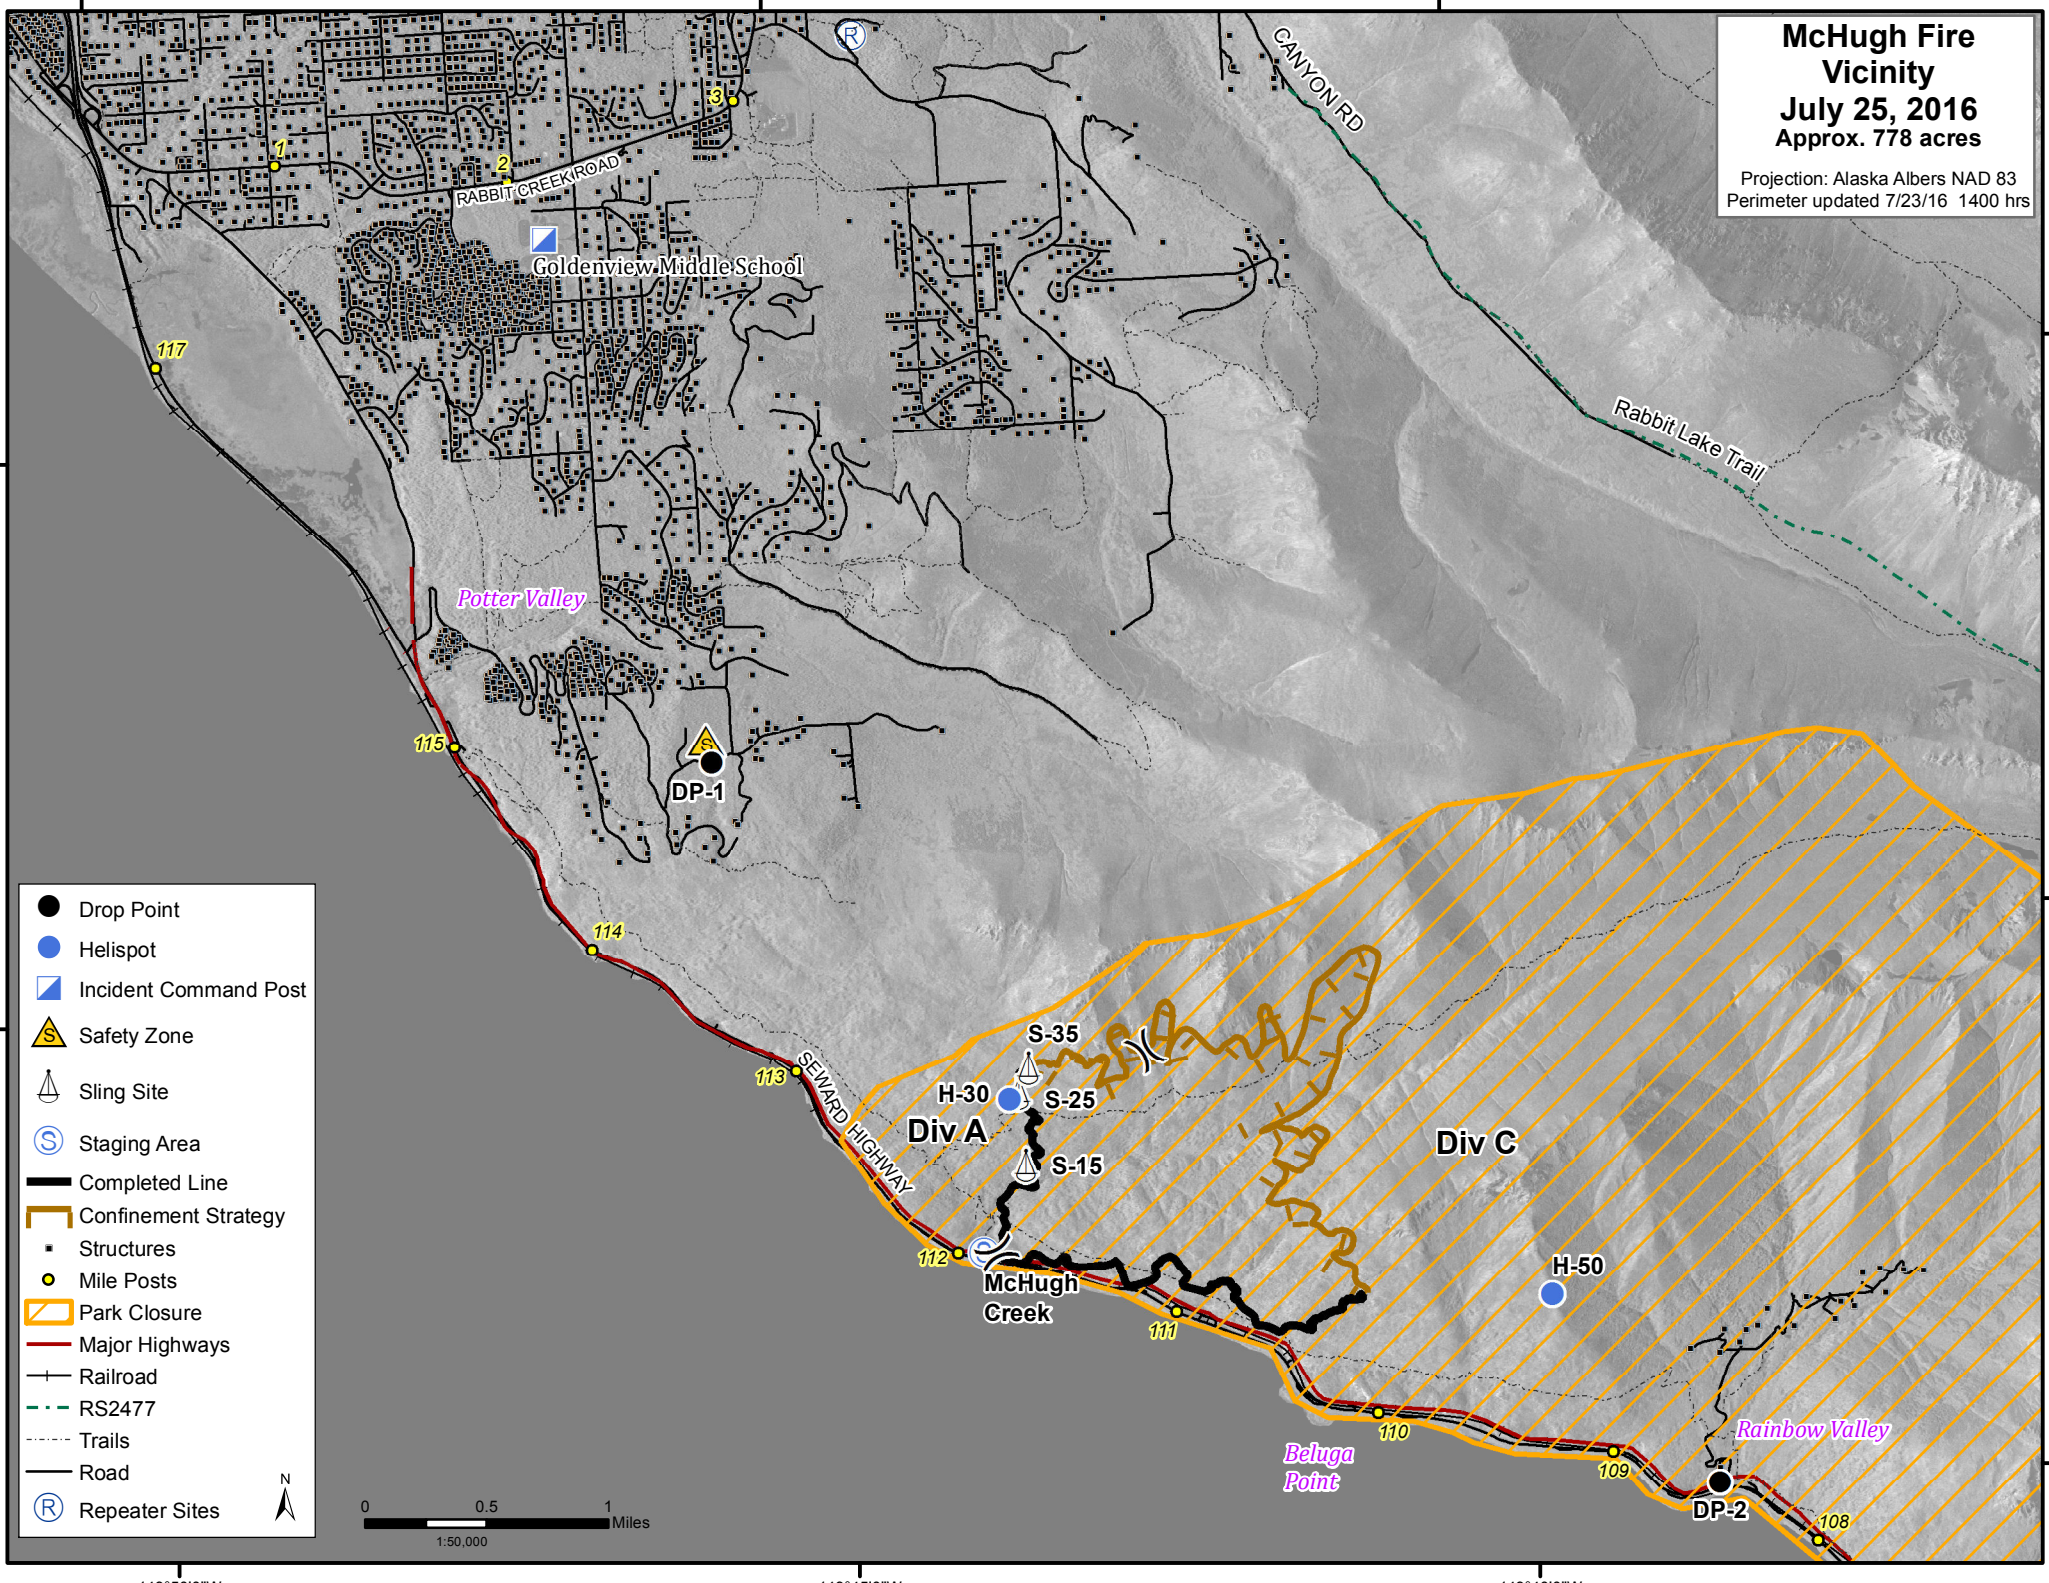 McHugh Fire
Vicinity
July 25, 2016
Approx. 778 acres
Projection: Alaska Albers NAD 83
Perimeter updated 7/23/16 1400 hrs
R
CANYON RD
3
1
2
RABBIT CREEK ROAD
Goldenview Middle School
117
Rabbit Lake Trail
Potter Valley
115
S
DP-1
114
S-35
113
SEWARD HIGHWAY
H-30
S-25
Div A
Div C
S-15
112
S
McHugh
Creek
H-50
111
110
Beluga
Point
Rainbow Valley
109
DP-2
108
Drop Point
Helispot
Incident Command Post
S
Safety Zone
Sling Site
S
Staging Area
Completed Line
Confinement Strategy
Structures
Mile Posts
Park Closure
Major Highways
Railroad
RS2477
Trails
Road
R
Repeater Sites
N
0 0.5 1
Miles
1:50,000